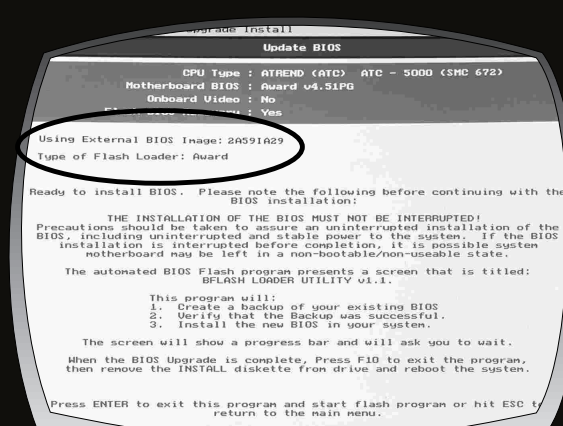 Upgrade Install
Update BIOS
CPU Type : ATREND (ATC) ATC - 5000 (SMC 672)
Motherboard BIOS : Award v4.51PG
Onboard Video : No
: Yes
Using External BIOS Image: 2A59IA29
Type of Flash Loader: Award
Ready to install BIOS. Please note the following before continuing with the
BIOS installation:
THE INSTALLATION OF THE BIOS MUST NOT BE INTERRUPTED!
Precautions should be taken to assure an uninterrupted installation of the
BIOS, including uninterrupted and stable power to the system. If the BIOS
installation is interrupted before completion, it is possible system
motherboard may be left in a non-bootable/non-useable state.
The automated BIOS Flash program presents a screen that is titled:
BFLASH LOADER UTILITY v1.1.
This program will:
1. Create a backup of your existing BIOS
2. Verify that the Backup was successful.
3. Install the new BIOS in your system.
The screen will show a progress bar and will ask you to wait.
When the BIOS Upgrade is complete, Press F10 to exit the program,
then remove the INSTALL diskette from drive and reboot the system.
Press ENTER to exit this program and start flash program or hit ESC
return to the main menu.